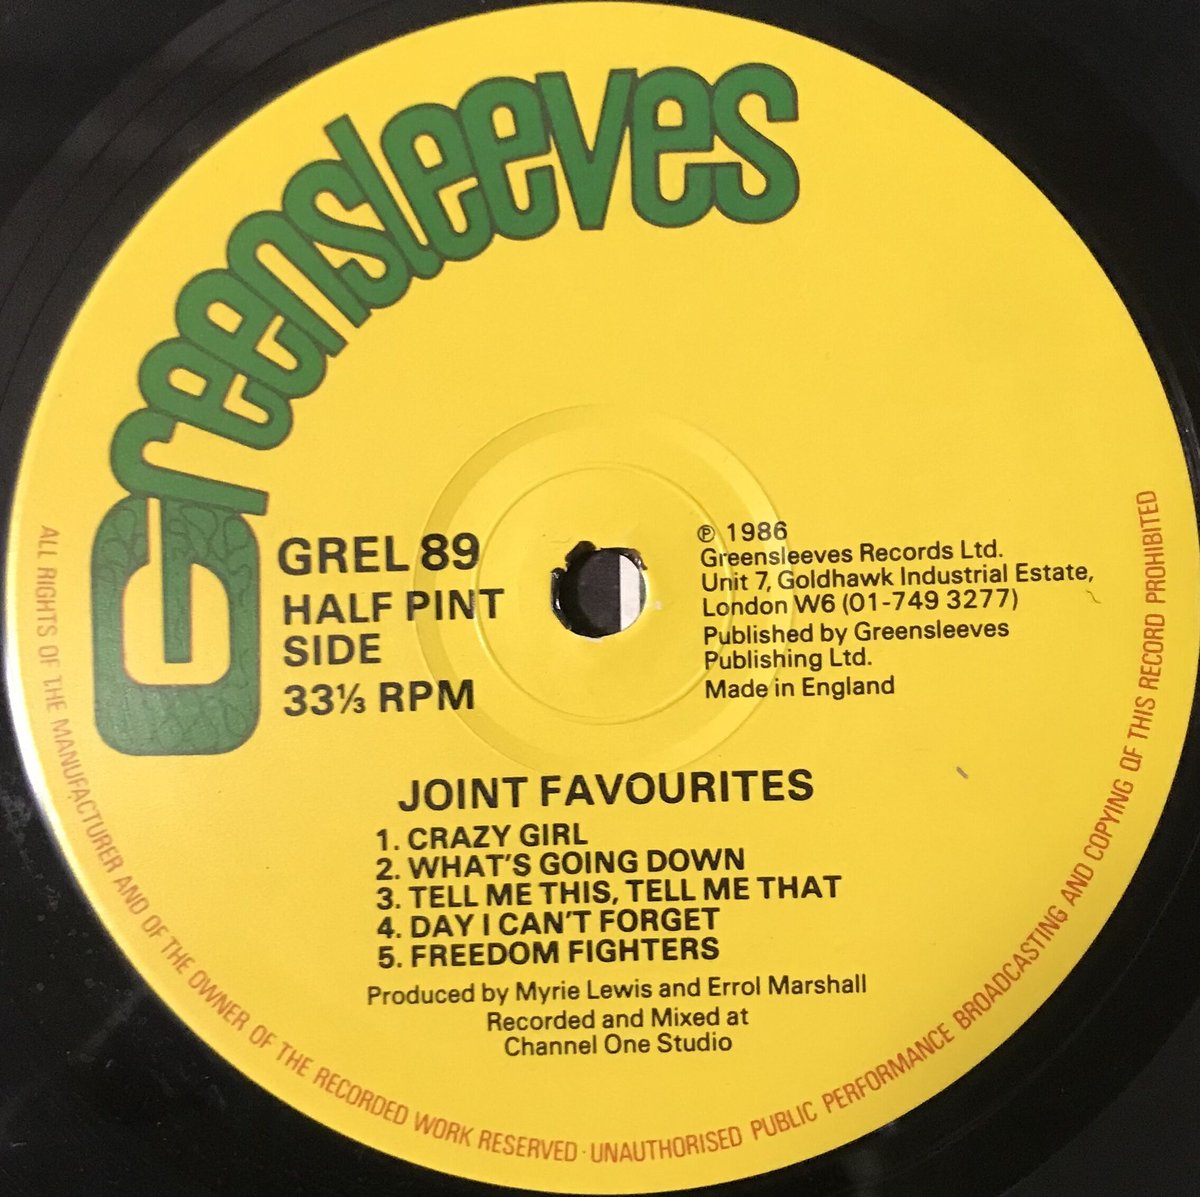 Greensleeves
G
GREL 89
HALF PINT
SIDE
33⅓ RPM
℗ 1986
Greensleeves Records Ltd.
Unit 7, Goldhawk Industrial Estate,
London W6 (01-749 3277)
Published by Greensleeves
Publishing Ltd.
Made in England
JOINT FAVOURITES
1. CRAZY GIRL
2. WHAT'S GOING DOWN
3. TELL ME THIS, TELL ME THAT
4. DAY I CAN'T FORGET
5. FREEDOM FIGHTERS
Produced by Myrie Lewis and Errol Marshall
Recorded and Mixed at
Channel One Studio
ALL RIGHTS OF THE MANUFACTURER AND OF THE OWNER OF THE RECORDED WORK RESERVED · UNAUTHORISED PUBLIC PERFORMANCE BROADCASTING AND COPYING OF THIS RECORD PROHIBITED